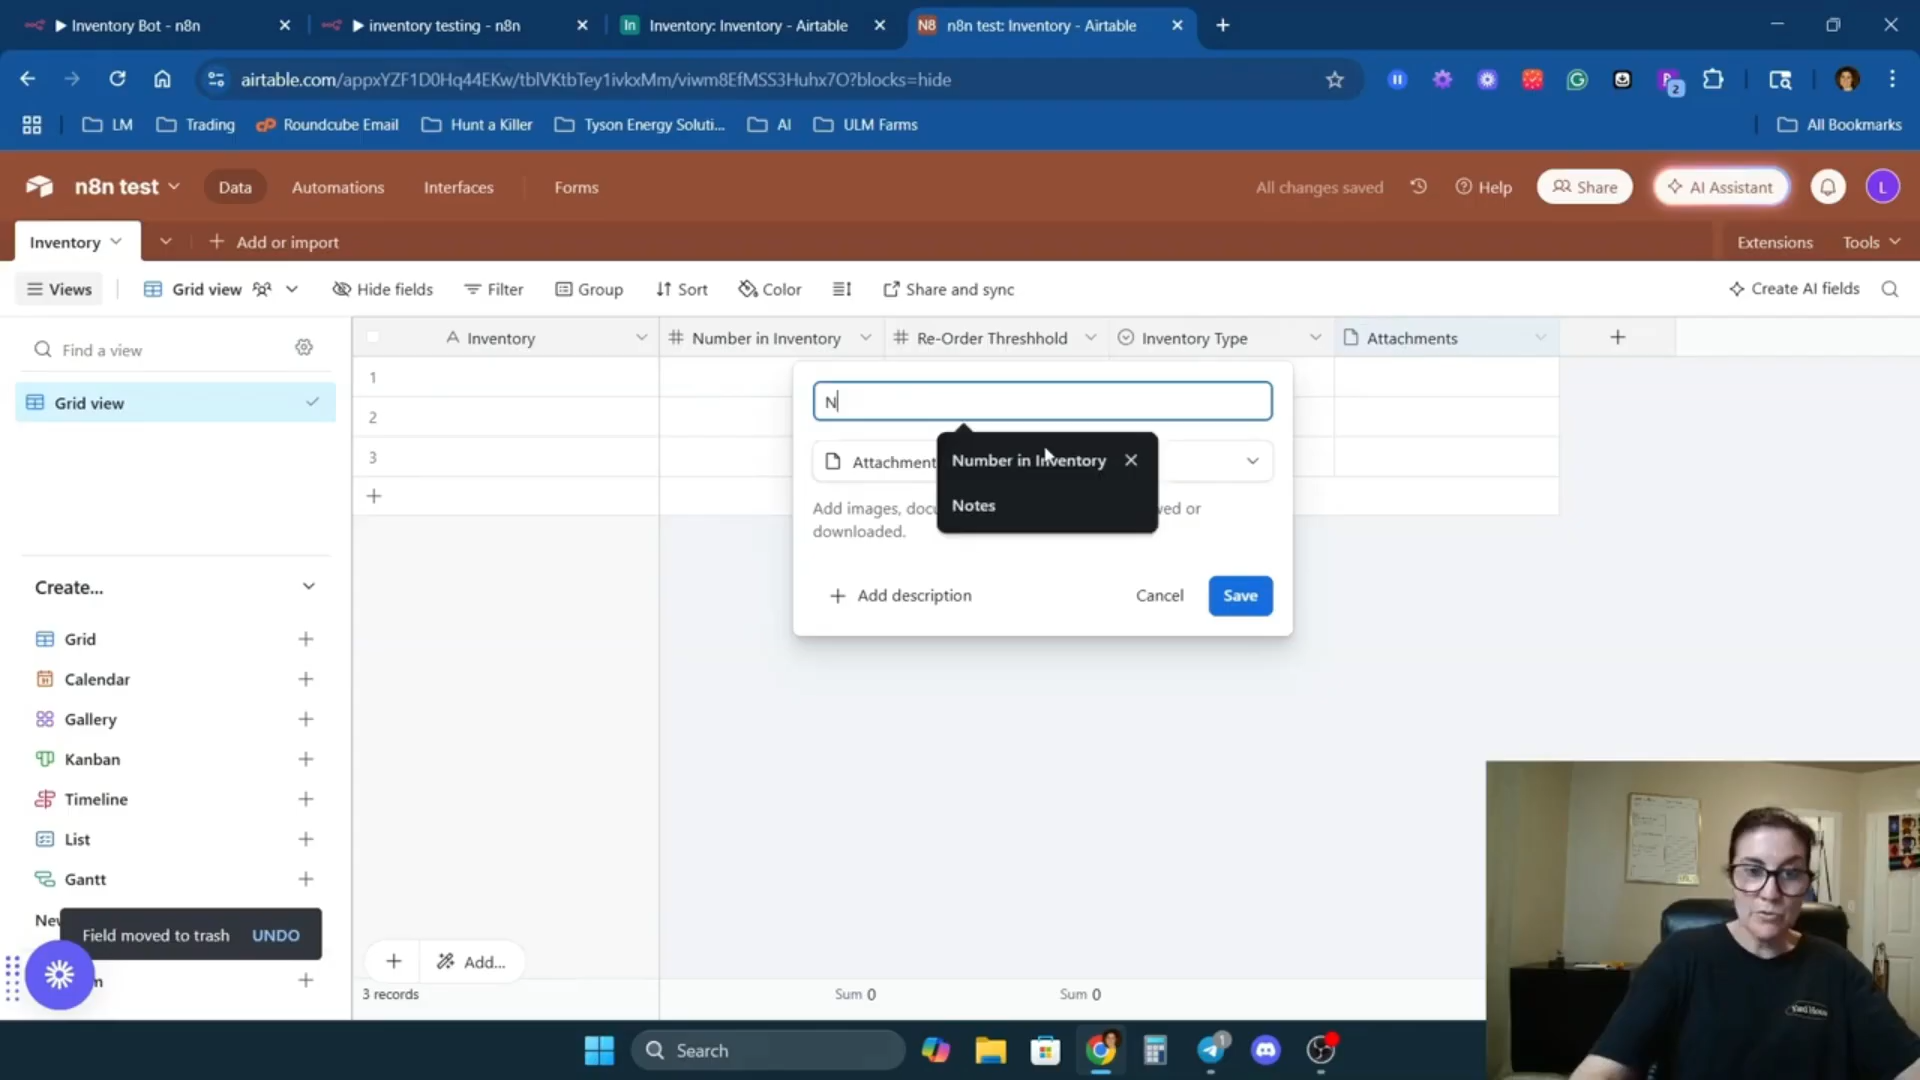 Inventory Bot - n8n
inventory testing - n8n
In
Inventory: Inventory - Airtable
N8
n8n test: Inventory - Airtable
airtable.com/appxYZF1D0Hq44EKw/tblVKtbTey1ivkxMm/viwm8EfMSS3Huhx7O?blocks=hide
2
LM
Trading
Roundcube Email
Hunt a Killer
Tyson Energy Soluti...
AI
ULM Farms
All Bookmarks
n8n test
Data
Automations
Interfaces
Forms
All changes saved
Help
Share
AI Assistant
L
Inventory
Add or import
Extensions
Tools
Views
Grid view
Hide fields
Filter
Group
Sort
Color
Share and sync
Create AI fields
Find a view
Inventory
Number in Inventory
Re-Order Threshhold
Inventory Type
Attachments
1
2
3
Grid view
N
Attachment
Number in Inventory
Notes
Add images, docu
ved or
downloaded.
Add description
Cancel
Save
Create...
Grid
Calendar
Gallery
Kanban
Timeline
List
Gantt
New
Field moved to trash
UNDO
m
Add...
3 records
Sum 0
Sum 0
Search
1